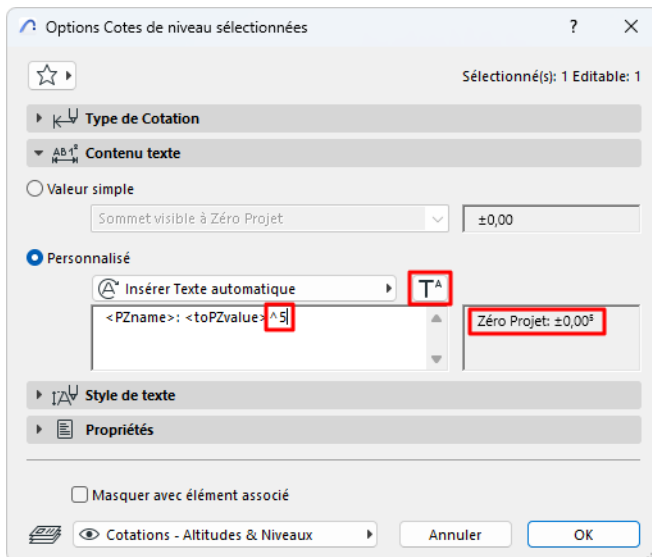 Options Cotes de niveau sélectionnées ? ×
Sélectionné(s): 1 Editable: 1
Type de Cotation
Contenu texte
Valeur simple
Sommet visible à Zéro Projet ±0,00
Personnalisé
Insérer Texte automatique T^A
<PZname>: <toPZvalue>^5 Zéro Projet: ±0,00⁵
Style de texte
Propriétés
Masquer avec élément associé
Cotations - Altitudes & Niveaux Annuler OK